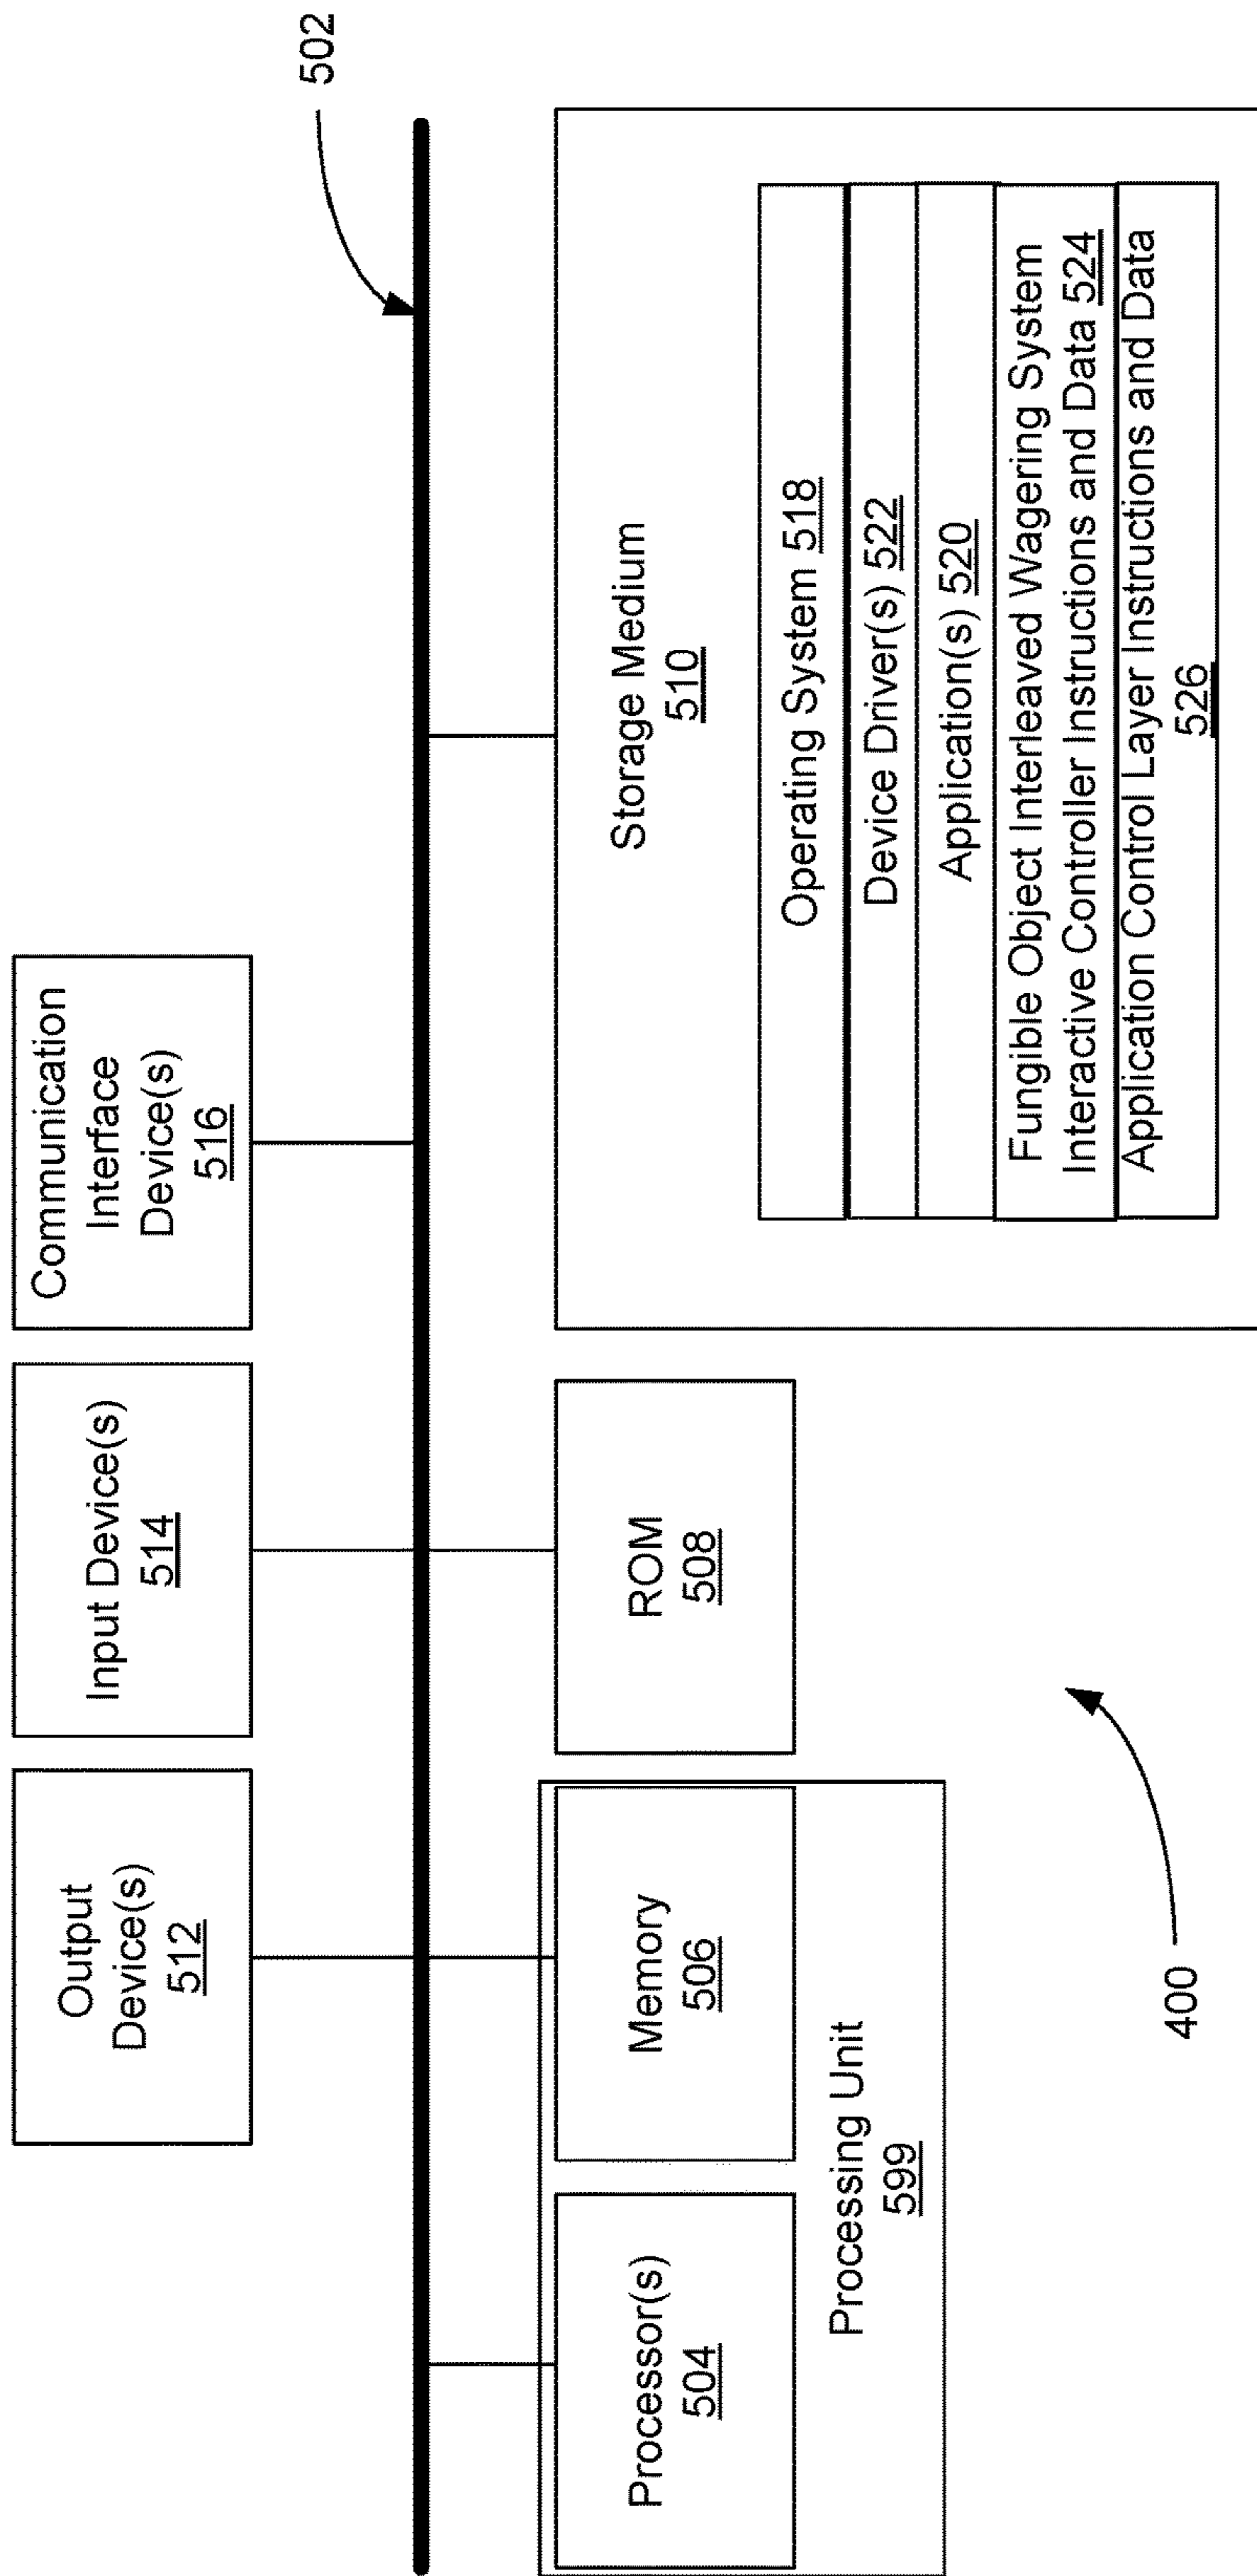 502
Output
Device(s)
512
Input Device(s)
514
Communication
Interface
Device(s)
516
Processor(s)
504
Memory
506
Processing Unit
599
ROM
508
Storage Medium
510
Operating System 518
Device Driver(s) 522
Application(s) 520
Fungible Object Interleaved Wagering System
Interactive Controller Instructions and Data 524
Application Control Layer Instructions and Data
526
400